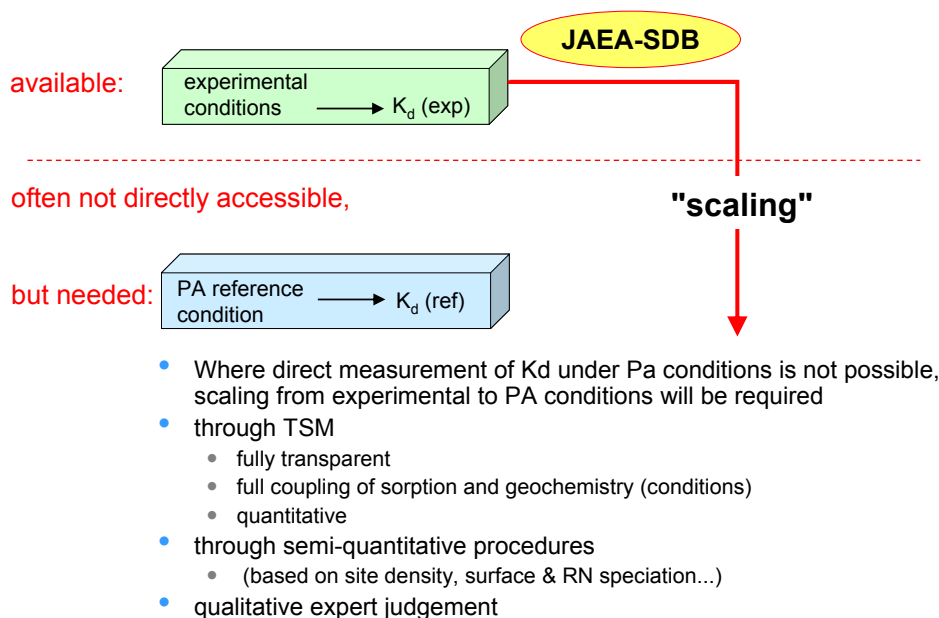 JAEA-SDB
available:
experimental
conditions
Kd (exp)
often not directly accessible,
"scaling"
but needed:
PA reference
condition
Kd (ref)
Where direct measurement of Kd under Pa conditions is not possible,
scaling from experimental to PA conditions will be required
through TSM
fully transparent
full coupling of sorption and geochemistry (conditions)
quantitative
through semi-quantitative procedures
(based on site density, surface & RN speciation...)
qualitative expert judgement